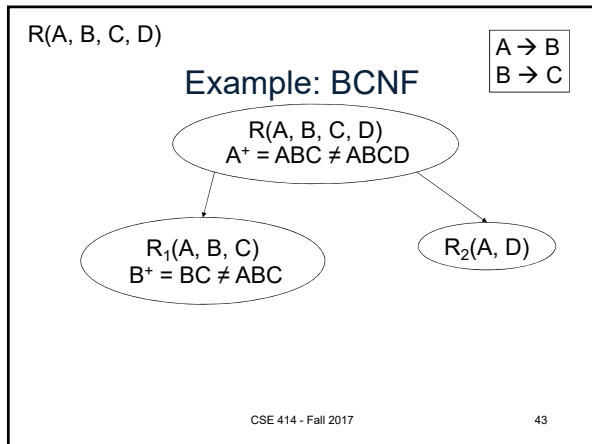 R(A, B, C, D)
A → B
B → C
Example: BCNF
R(A, B, C, D)
A⁺ = ABC ≠ ABCD
R₁(A, B, C)
B⁺ = BC ≠ ABC
R₂(A, D)
CSE 414 - Fall 2017
43